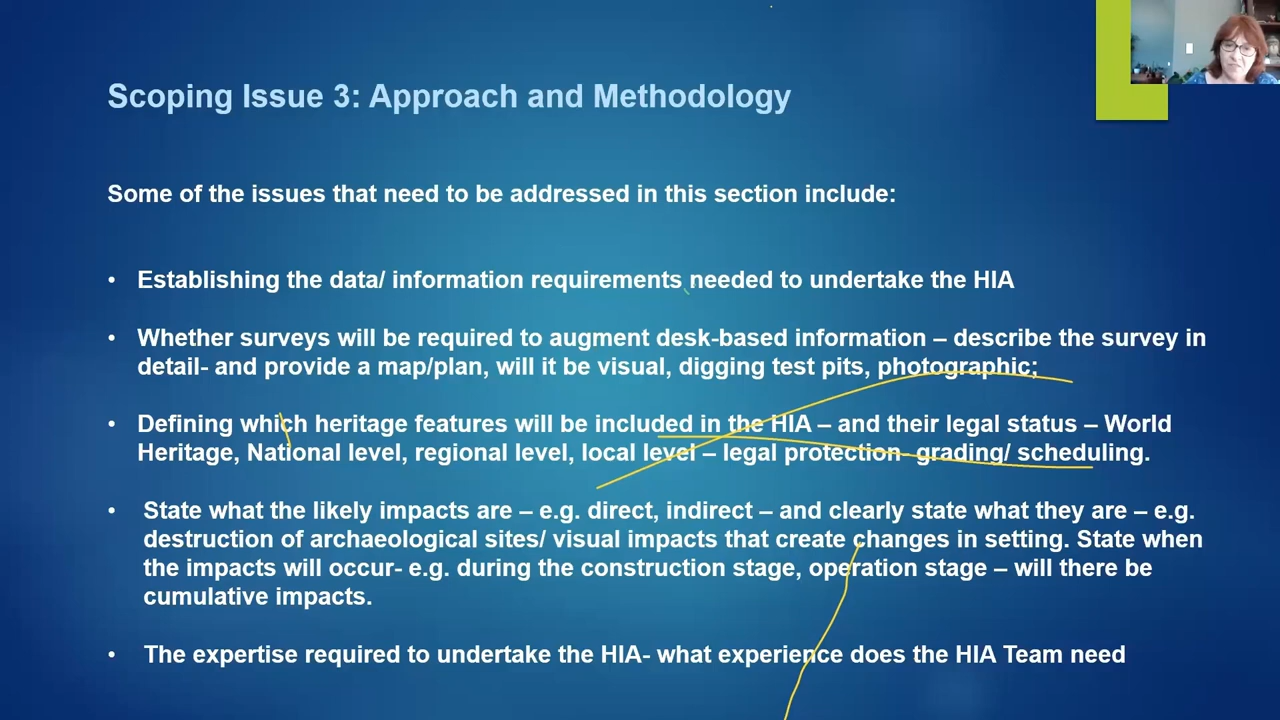 Scoping Issue 3: Approach and Methodology
Some of the issues that need to be addressed in this section include:
• Establishing the data/ information requirements needed to undertake the HIA
• Whether surveys will be required to augment desk-based information – describe the survey in
detail- and provide a map/plan, will it be visual, digging test pits, photographic;
• Defining which heritage features will be included in the HIA – and their legal status – World
Heritage, National level, regional level, local level – legal protection- grading/ scheduling.
• State what the likely impacts are – e.g. direct, indirect – and clearly state what they are – e.g.
destruction of archaeological sites/ visual impacts that create changes in setting. State when
the impacts will occur- e.g. during the construction stage, operation stage – will there be
cumulative impacts.
• The expertise required to undertake the HIA- what experience does the HIA Team need